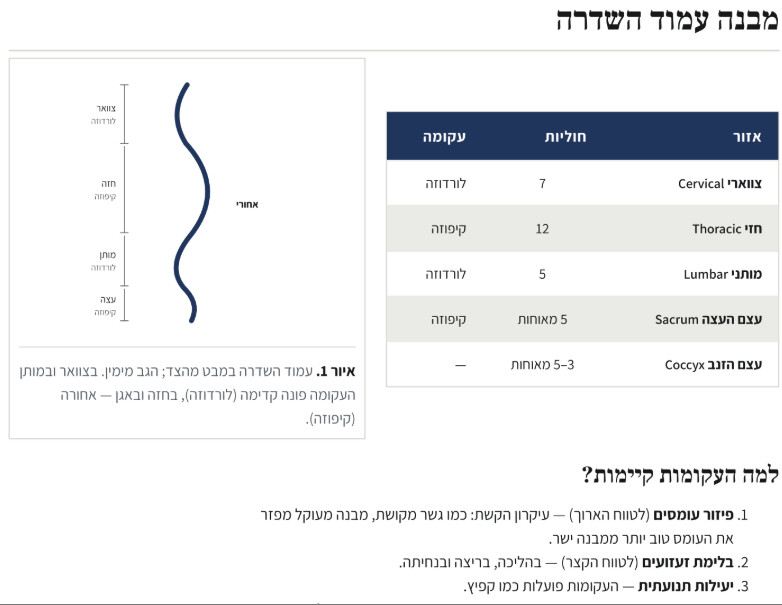 מבנה עמוד השדרה
אזור חוליות עקומה
צווארי Cervical 7 לורדוזה
חזי Thoracic 12 קיפוזה
מותני Lumbar 5 לורדוזה
עצם העצה Sacrum 5 מאוחות קיפוזה
עצם הזנב Coccyx 3–5 מאוחות —
צוואר
לורדוזה
חזה
קיפוזה
אחורי
מותן
לורדוזה
עצה
קיפוזה
איור 1. עמוד השדרה במבט מהצד; הגב מימין. בצוואר ובמותן
העקומה פונה קדימה (לורדוזה), בחזה ובאגן — אחורה
(קיפוזה).
למה העקומות קיימות?
1. פיזור עומסים (לטווח הארוך) — עיקרון הקשת: כמו גשר מקושת, מבנה מעוקל מפזר
את העומס טוב יותר ממבנה ישר.
2. בלימת זעזועים (לטווח הקצר) — בהליכה, בריצה ובנחיתה.
3. יעילות תנועתית — העקומות פועלות כמו קפיץ.